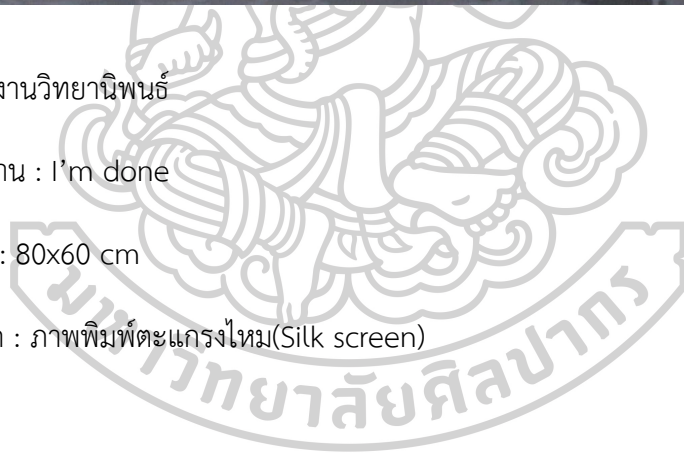 งานวิทยานิพนธ์
าน : I'm done
: 80x60 cm
: ภาพพิมพ์ตะแกรงไหม(Silk screen)
มหาวิทยาลัยศิลปากร